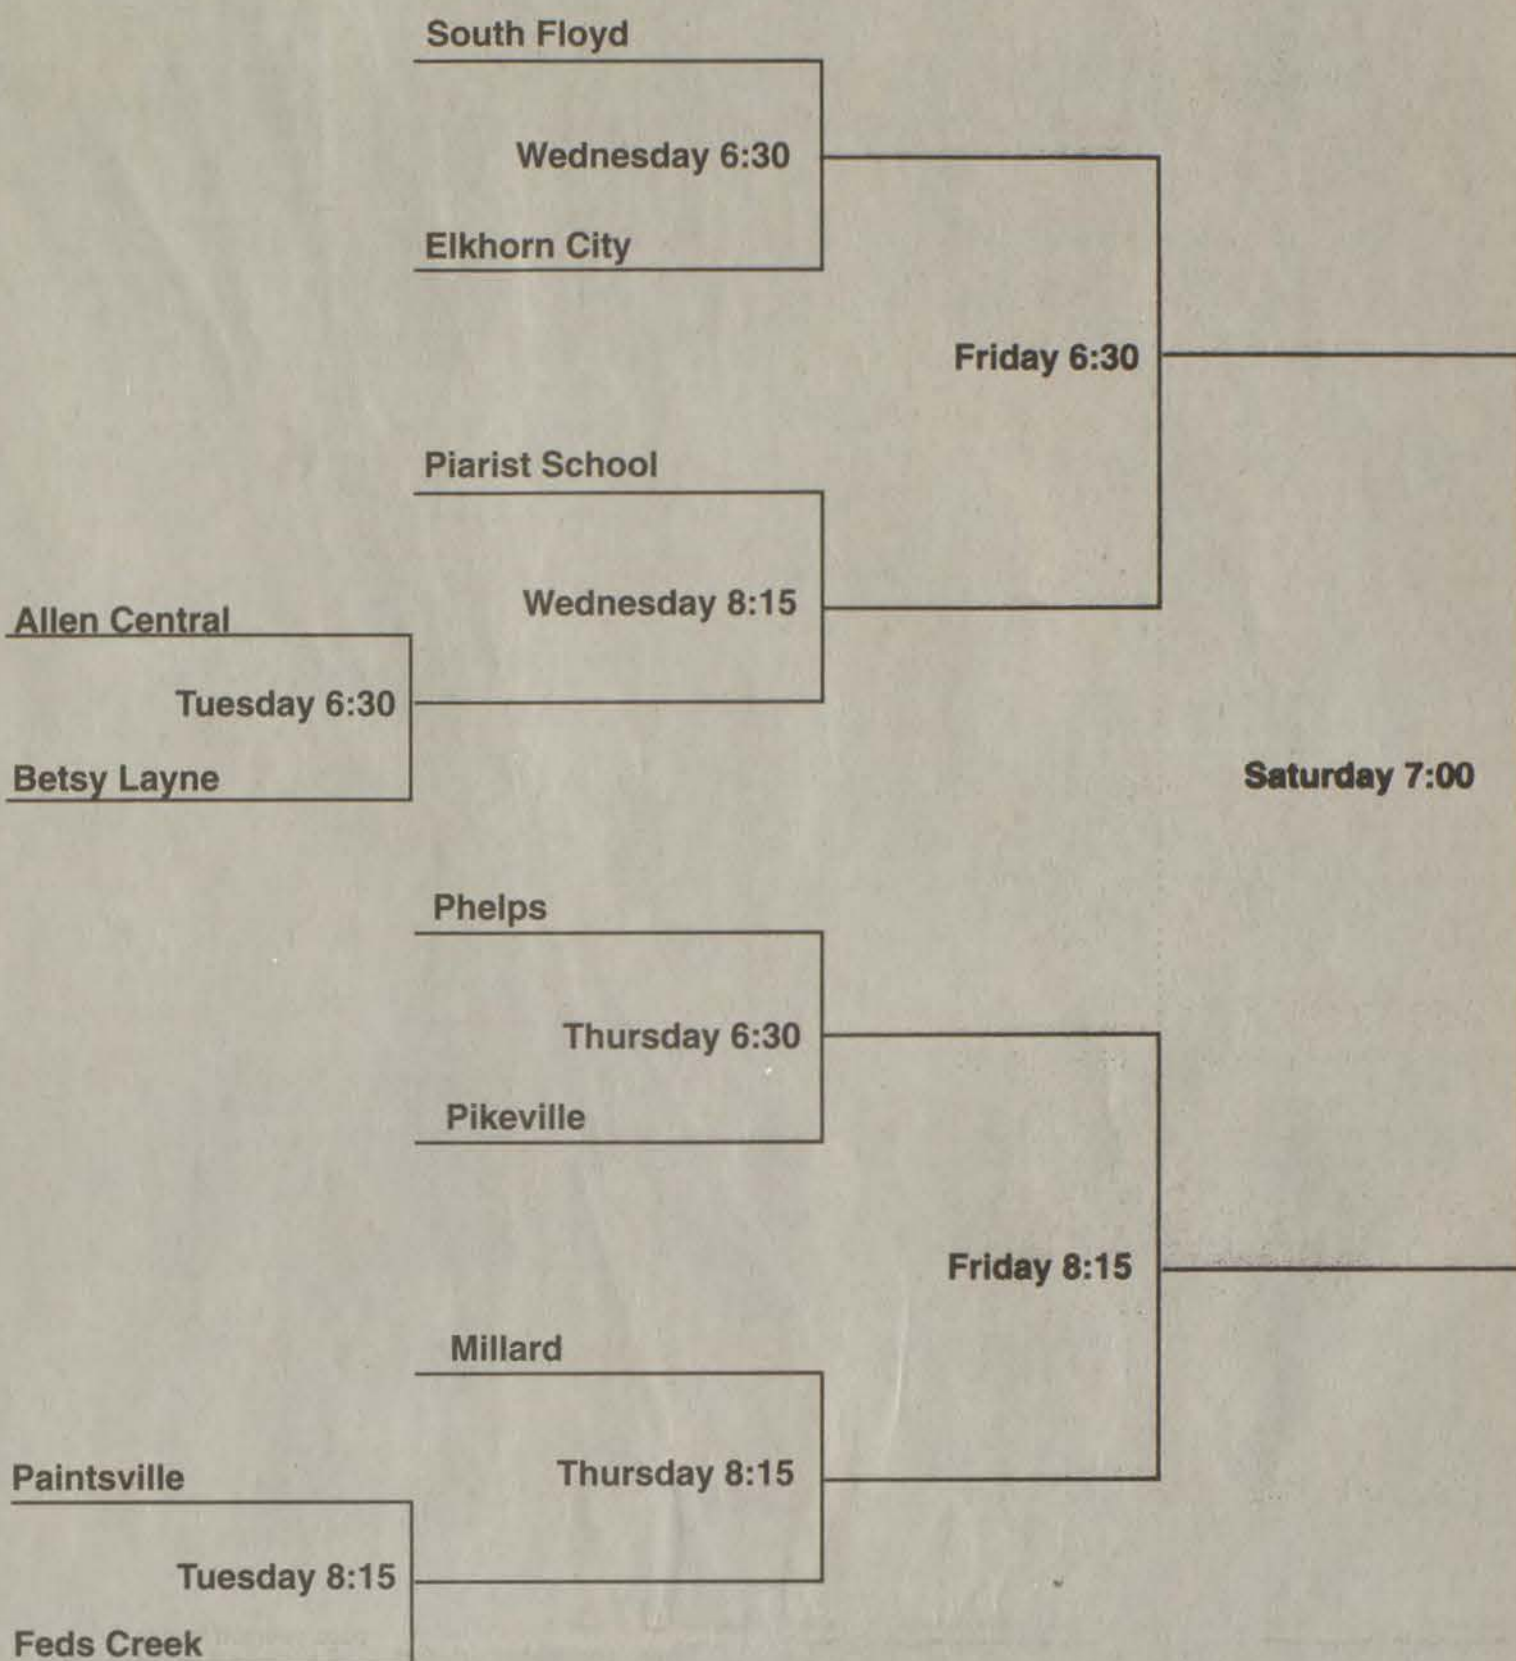 South Floyd
Wednesday 6:30
Elkhorn City
Friday 6:30
Piarist School
Wednesday 8:15
Allen Central
Tuesday 6:30
Betsy Layne
Saturday 7:00
Phelps
Thursday 6:30
Pikeville
Friday 8:15
Millard
Thursday 8:15
Paintsville
Tuesday 8:15
Feds Creek